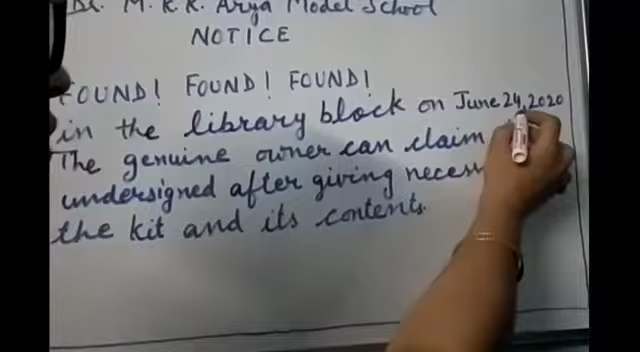 M. R. R. Arya Model School
NOTICE
FOUND! FOUND! FOUND!
in the library block on June 24, 2020
The genuine owner can claim
undersigned after giving
the kit and its contents.